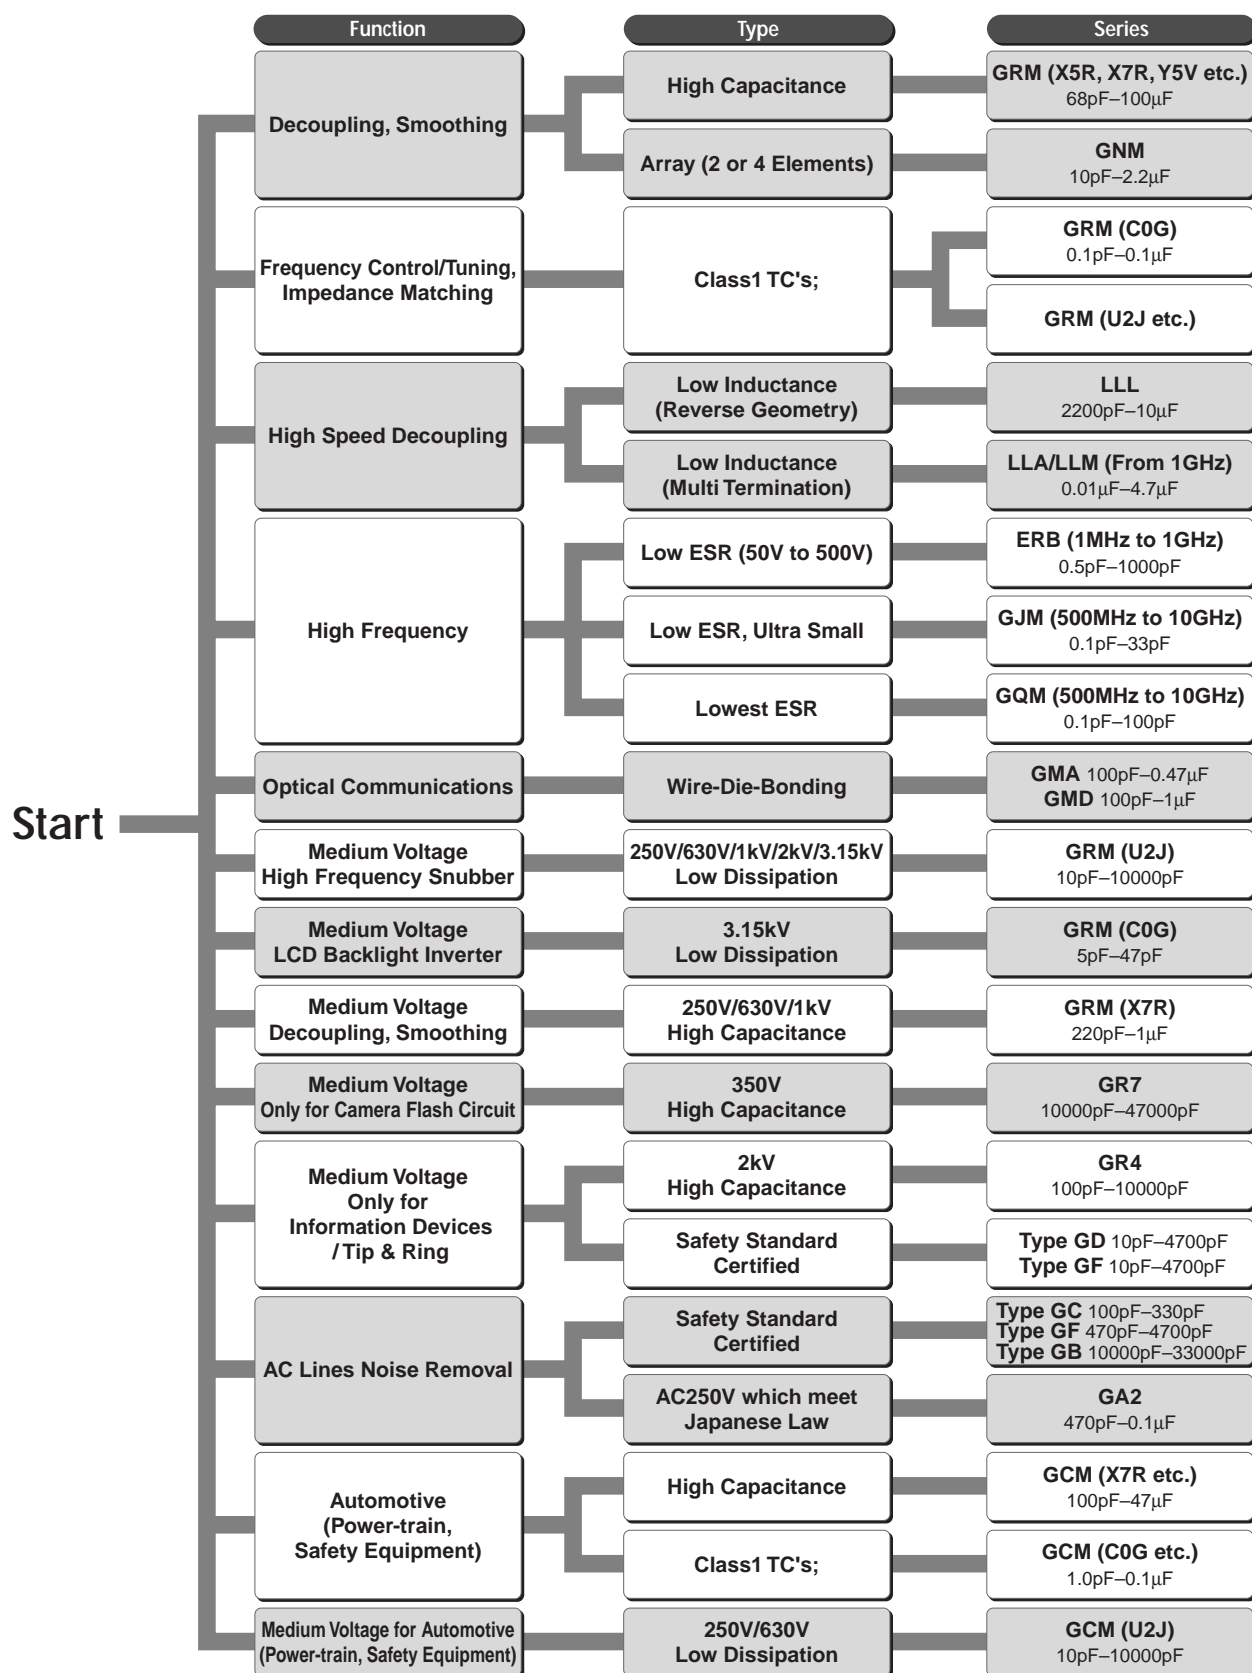 Function
Type
Series
Start
Decoupling, Smoothing
High Capacitance
GRM (X5R, X7R, Y5V etc.)
68pF–100μF
Array (2 or 4 Elements)
GNM
10pF–2.2μF
Frequency Control/Tuning,
Impedance Matching
Class1 TC's;
GRM (C0G)
0.1pF–0.1μF
GRM (U2J etc.)
High Speed Decoupling
Low Inductance
(Reverse Geometry)
LLL
2200pF–10μF
Low Inductance
(Multi Termination)
LLA/LLM (From 1GHz)
0.01μF–4.7μF
High Frequency
Low ESR (50V to 500V)
ERB (1MHz to 1GHz)
0.5pF–1000pF
Low ESR, Ultra Small
GJM (500MHz to 10GHz)
0.1pF–33pF
Lowest ESR
GQM (500MHz to 10GHz)
0.1pF–100pF
Optical Communications
Wire-Die-Bonding
GMA 100pF–0.47μF
GMD 100pF–1μF
Medium Voltage
High Frequency Snubber
250V/630V/1kV/2kV/3.15kV
Low Dissipation
GRM (U2J)
10pF–10000pF
Medium Voltage
LCD Backlight Inverter
3.15kV
Low Dissipation
GRM (C0G)
5pF–47pF
Medium Voltage
Decoupling, Smoothing
250V/630V/1kV
High Capacitance
GRM (X7R)
220pF–1μF
Medium Voltage
Only for Camera Flash Circuit
350V
High Capacitance
GR7
10000pF–47000pF
Medium Voltage
Only for
Information Devices
/ Tip & Ring
2kV
High Capacitance
GR4
100pF–10000pF
Safety Standard
Certified
Type GD 10pF–4700pF
Type GF 10pF–4700pF
AC Lines Noise Removal
Safety Standard
Certified
Type GC 100pF–330pF
Type GF 470pF–4700pF
Type GB 10000pF–33000pF
AC250V which meet
Japanese Law
GA2
470pF–0.1μF
Automotive
(Power-train,
Safety Equipment)
High Capacitance
GCM (X7R etc.)
100pF–47μF
Class1 TC's;
GCM (C0G etc.)
1.0pF–0.1μF
Medium Voltage for Automotive
(Power-train, Safety Equipment)
250V/630V
Low Dissipation
GCM (U2J)
10pF–10000pF